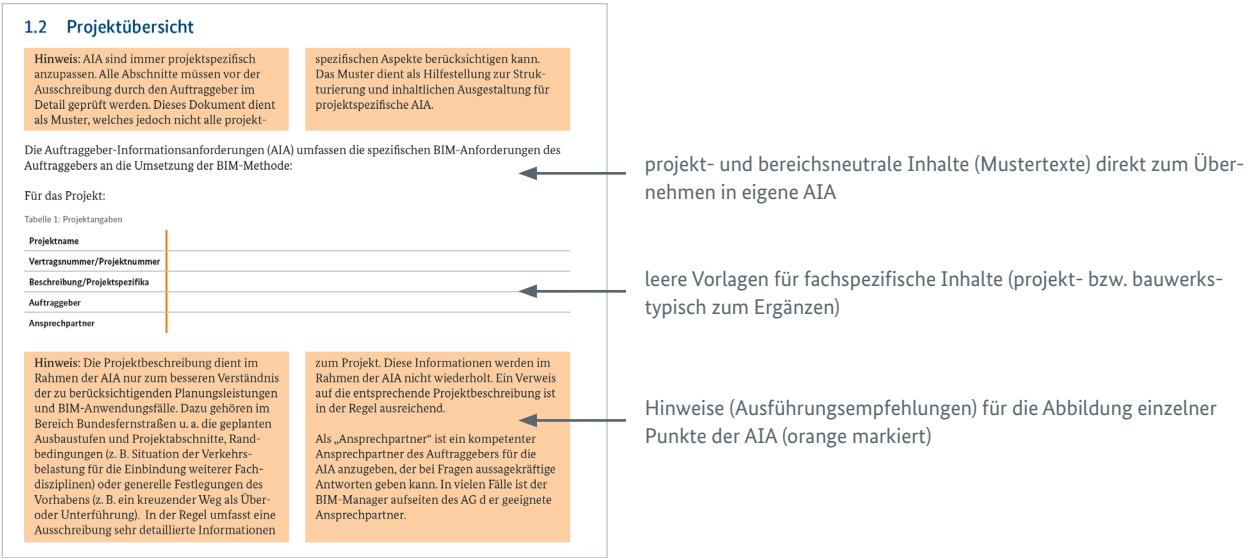 1.2 Projektübersicht
Hinweis: AIA sind immer projektspezifisch
anzupassen. Alle Abschnitte müssen vor der
Ausschreibung durch den Auftraggeber im
Detail geprüft werden. Dieses Dokument dient
als Muster, welches jedoch nicht alle projekt-
spezifischen Aspekte berücksichtigen kann.
Das Muster dient als Hilfestellung zur Struk-
turierung und inhaltlichen Ausgestaltung für
projektspezifische AIA.
Die Auftraggeber-Informationsanforderungen (AIA) umfassen die spezifischen BIM-Anforderungen des
Auftraggebers an die Umsetzung der BIM-Methode:
Für das Projekt:
Tabelle 1: Projektangaben
Projektname
Vertragsnummer/Projektnummer
Beschreibung/Projektspezifika
Auftraggeber
Ansprechpartner
Hinweis: Die Projektbeschreibung dient im
Rahmen der AIA nur zum besseren Verständnis
der zu berücksichtigenden Planungsleistungen
und BIM-Anwendungsfälle. Dazu gehören im
Bereich Bundesfernstraßen u. a. die geplanten
Ausbaustufen und Projektabschnitte, Rand-
bedingungen (z. B. Situation der Verkehrs-
belastung für die Einbindung weiterer Fach-
disziplinen) oder generelle Festlegungen des
Vorhabens (z. B. ein kreuzender Weg als Über-
oder Unterführung). In der Regel umfasst eine
Ausschreibung sehr detaillierte Informationen
zum Projekt. Diese Informationen werden im
Rahmen der AIA nicht wiederholt. Ein Verweis
auf die entsprechende Projektbeschreibung ist
in der Regel ausreichend.
Als „Ansprechpartner“ ist ein kompetenter
Ansprechpartner des Auftraggebers für die
AIA anzugeben, der bei Fragen aussagekräftige
Antworten geben kann. In vielen Fälle ist der
BIM-Manager aufseiten des AG d er geeignete
Ansprechpartner.
projekt- und bereichsneutrale Inhalte (Mustertexte) direkt zum Über-
nehmen in eigene AIA
leere Vorlagen für fachspezifische Inhalte (projekt- bzw. bauwerks-
typisch zum Ergänzen)
Hinweise (Ausführungsempfehlungen) für die Abbildung einzelner
Punkte der AIA (orange markiert)